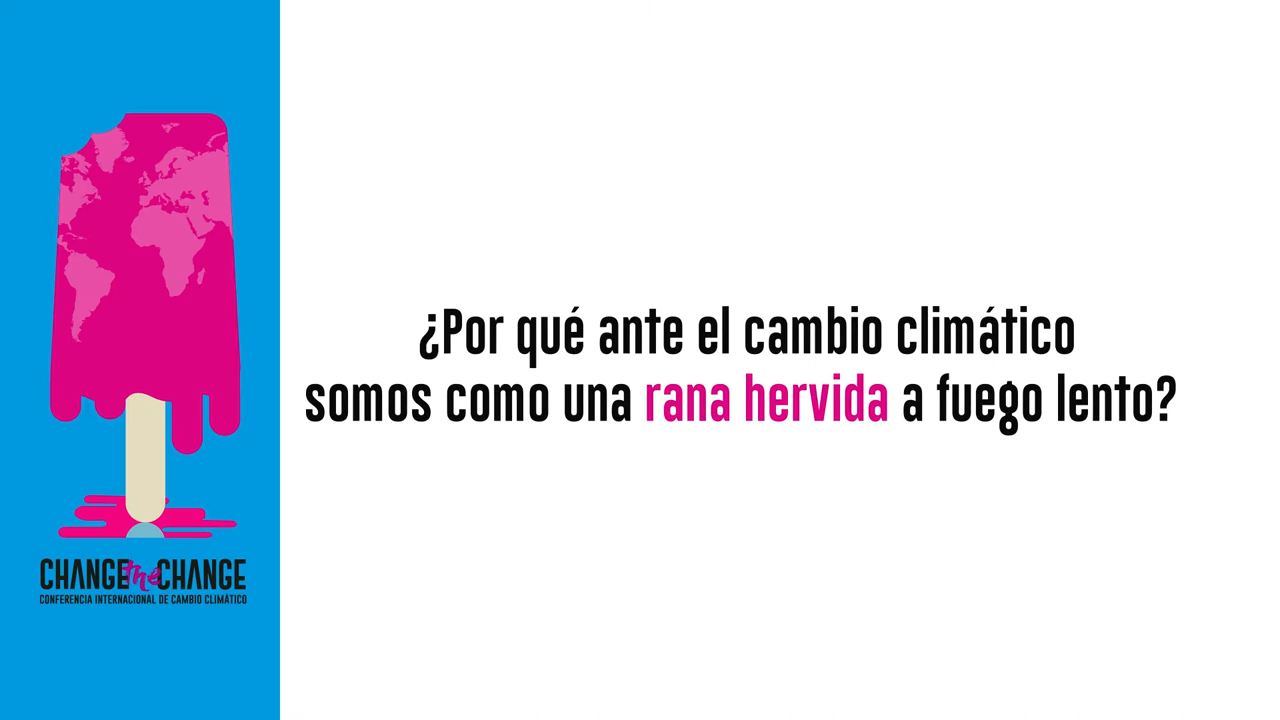 ¿Por qué ante el cambio climático
somos como una rana hervida a fuego lento?
CHANGE the CHANGE
CONFERENCIA INTERNACIONAL DE CAMBIO CLIMÁTICO